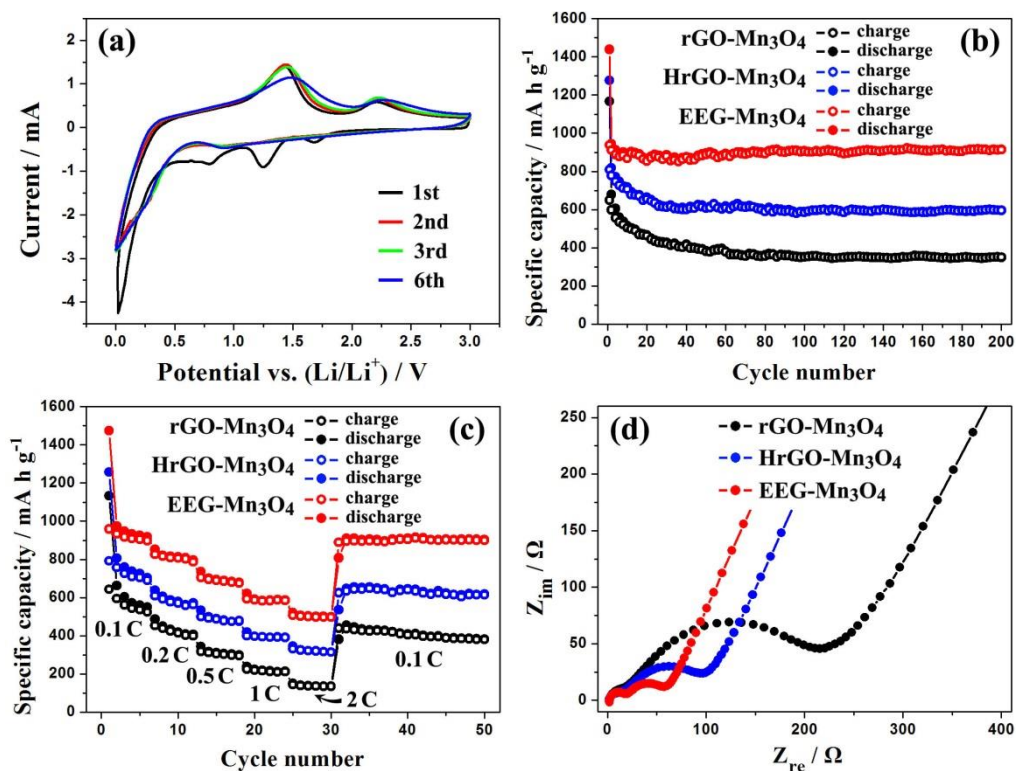 (a)
2
1
0
-1
-2
-3
-4
Current / mA
1st
2nd
3rd
6th
0.0 0.5 1.0 1.5 2.0 2.5 3.0
Potential vs. (Li/Li⁺) / V
(b)
1600
1400
1200
1000
800
600
400
200
0
Specific capacity / mA h g⁻¹
rGO-Mn₃O₄ charge
discharge
HrGO-Mn₃O₄ charge
discharge
EEG-Mn₃O₄ charge
discharge
0 20 40 60 80 100 120 140 160 180 200
Cycle number
(c)
1600
1400
1200
1000
800
600
400
200
0
Specific capacity / mA h g⁻¹
rGO-Mn₃O₄ charge
discharge
HrGO-Mn₃O₄ charge
discharge
EEG-Mn₃O₄ charge
discharge
0.1 C
0.2 C
0.5 C
1 C
2 C
0.1 C
0 10 20 30 40 50
Cycle number
(d)
250
200
150
100
50
0
Zim / Ω
rGO-Mn₃O₄
HrGO-Mn₃O₄
EEG-Mn₃O₄
0 100 200 300 400
Zre / Ω